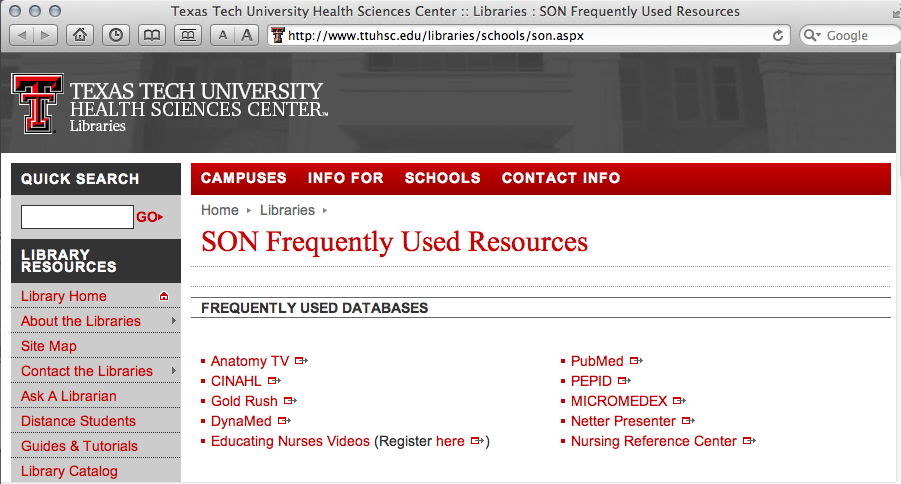 Texas Tech University Health Sciences Center :: Libraries : SON Frequently Used Resources
A A http://www.ttuhsc.edu/libraries/schools/son.aspx Google
TEXAS TECH UNIVERSITY
HEALTH SCIENCES CENTER™
Libraries
QUICK SEARCH
GO
LIBRARY
RESOURCES
Library Home
About the Libraries
Site Map
Contact the Libraries
Ask A Librarian
Distance Students
Guides & Tutorials
Library Catalog
CAMPUSES INFO FOR SCHOOLS CONTACT INFO
Home Libraries
SON Frequently Used Resources
FREQUENTLY USED DATABASES
Anatomy TV
CINAHL
Gold Rush
DynaMed
Educating Nurses Videos (Register here )
PubMed
PEPID
MICROMEDEX
Netter Presenter
Nursing Reference Center